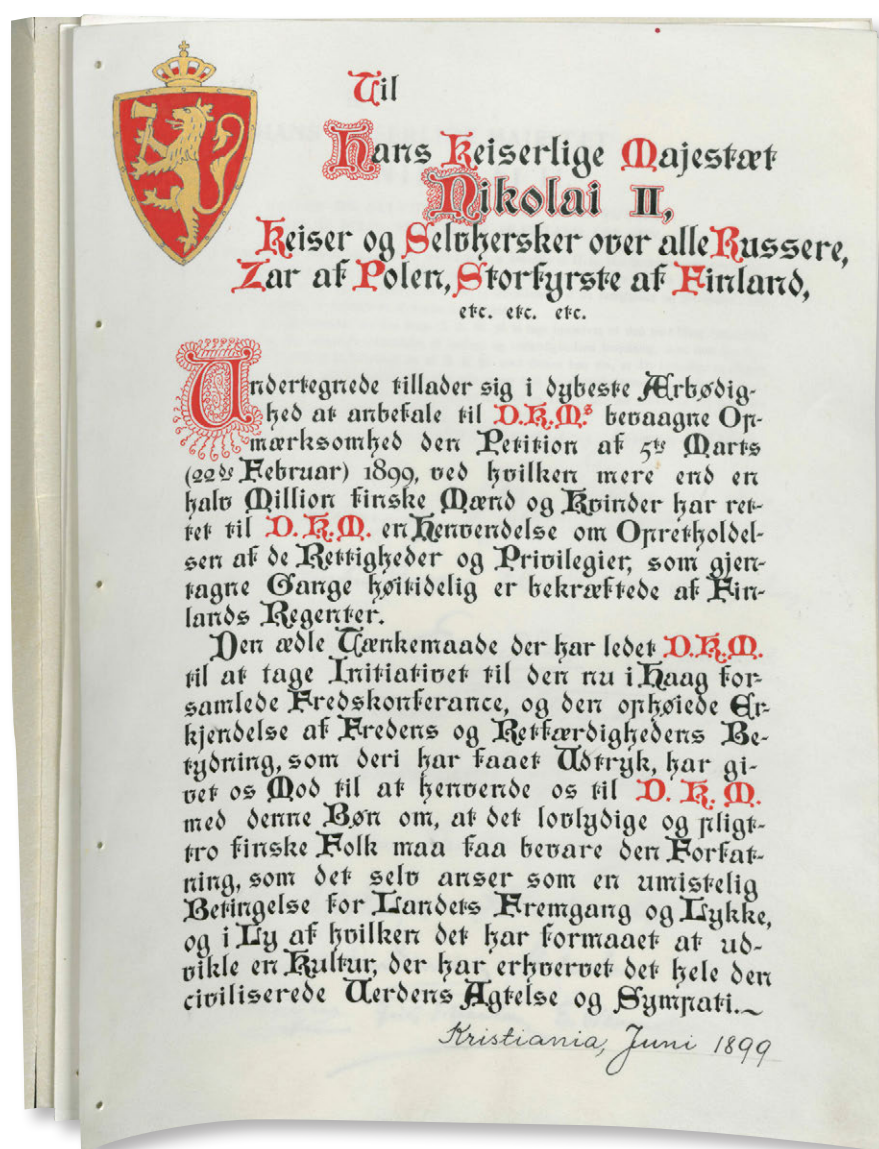 Til
Hans Keiserlige Majestæt
Nikolai II,
Keiser og Selvhersker over alle Russere,
Zar af Polen, Storfyrste af Finland,
etc. etc. etc.
Undertegnede tillader sig i dybeste Ærbødig-
hed at anbefale til D.K.M.s bevaagne Op-
mærksomhed den Petition af 5te Marts
(22de Februar) 1899, ved hvilken mere end en
halv Million finske Mænd og Kvinder har ret-
tet til D.K.M. en Henvendelse om Opretholdel-
sen af de Rettigheder og Privilegier, som gjen-
tagne Gange høitidelig er bekræftede af Fin-
lands Regenter.
Den ædle Tænkemaade der har ledet D.K.M.
til at tage Initiativet til den nu i Haag for-
samlede Fredskonferance, og den ophøiede Er-
kjendelse af Fredens og Retfærdighedens Be-
tydning, som deri har faaet Udtryk, har gi-
vet os Mod til at henvende os til D.K.M.
med denne Bøn om, at det lovlydige og pligt-
tro finske Folk maa faa bevare den Forfat-
ning, som det selv anser som en umistelig
Betingelse for Landets Fremgang og Lykke,
og i Ly af hvilken det har formaaet at ud-
vikle en Kultur, der har erhvervet det hele den
civiliserede Verdens Agtelse og Sympati.~
Kristiania, Juni 1899